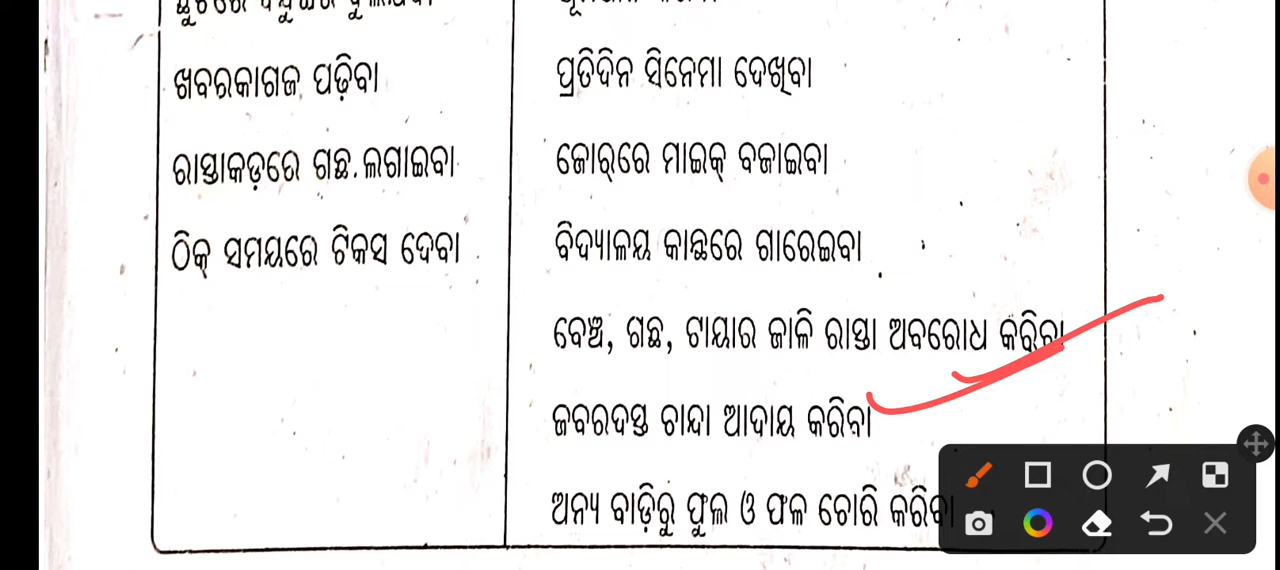 ଖବରକାଗଜ ପଢ଼ିବା
ରାସ୍ତାକଡ଼ରେ ଗଛ ଲଗାଇବା
ଠିକ୍ ସମୟରେ ଟିକସ ଦେବା
ପ୍ରତିଦିନ ସିନେମା ଦେଖିବା
ଜୋର୍‌ରେ ମାଇକ୍ ବଜାଇବା
ବିଦ୍ୟାଳୟ କାନ୍ଥରେ ଗାରେଇବା
ବେଞ୍ଚ, ଗଛ, ଟାୟାର ଜାଳି ରାସ୍ତା ଅବରୋଧ କରିବା
ଜବରଦସ୍ତ ଚାନ୍ଦା ଆଦାୟ କରିବା
ଅନ୍ୟ ବାଡ଼ିରୁ ଫୁଲ ଓ ଫଳ ଚୋରି କରିବା